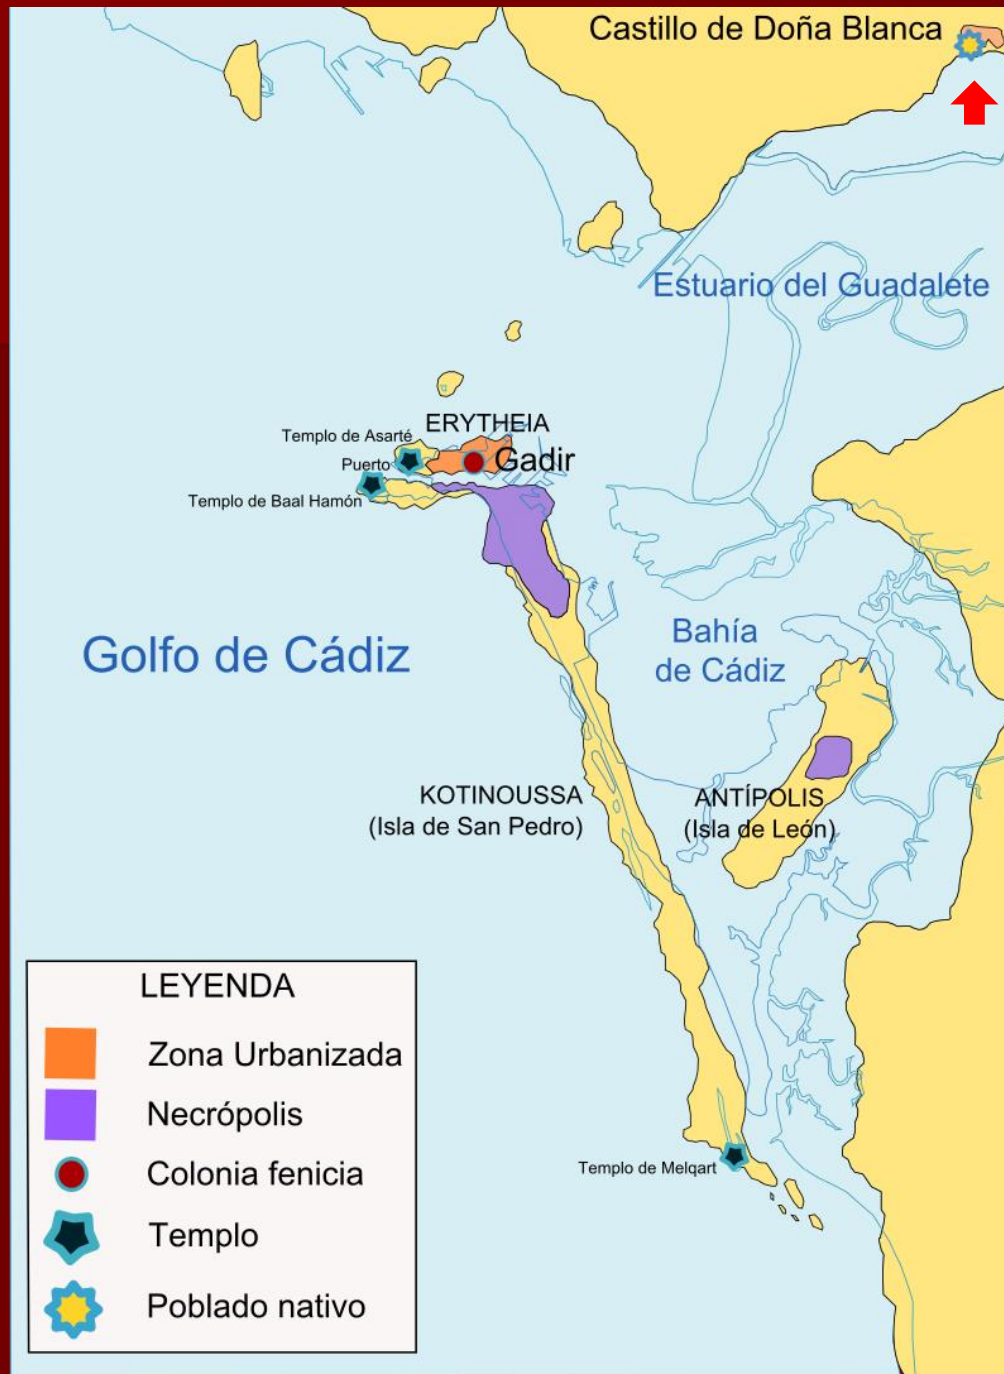 Castillo de Doña Blanca
Estuario del Guadalete
ERYTHEIA
Templo de Asarté
Gadir
Puerto
Templo de Baal Hamón
Golfo de Cádiz
Bahía
de Cádiz
KOTINOUSSA
(Isla de San Pedro)
ANTÍPOLIS
(Isla de León)
Templo de Melqart
LEYENDA
Zona Urbanizada
Necrópolis
Colonia fenicia
Templo
Poblado nativo